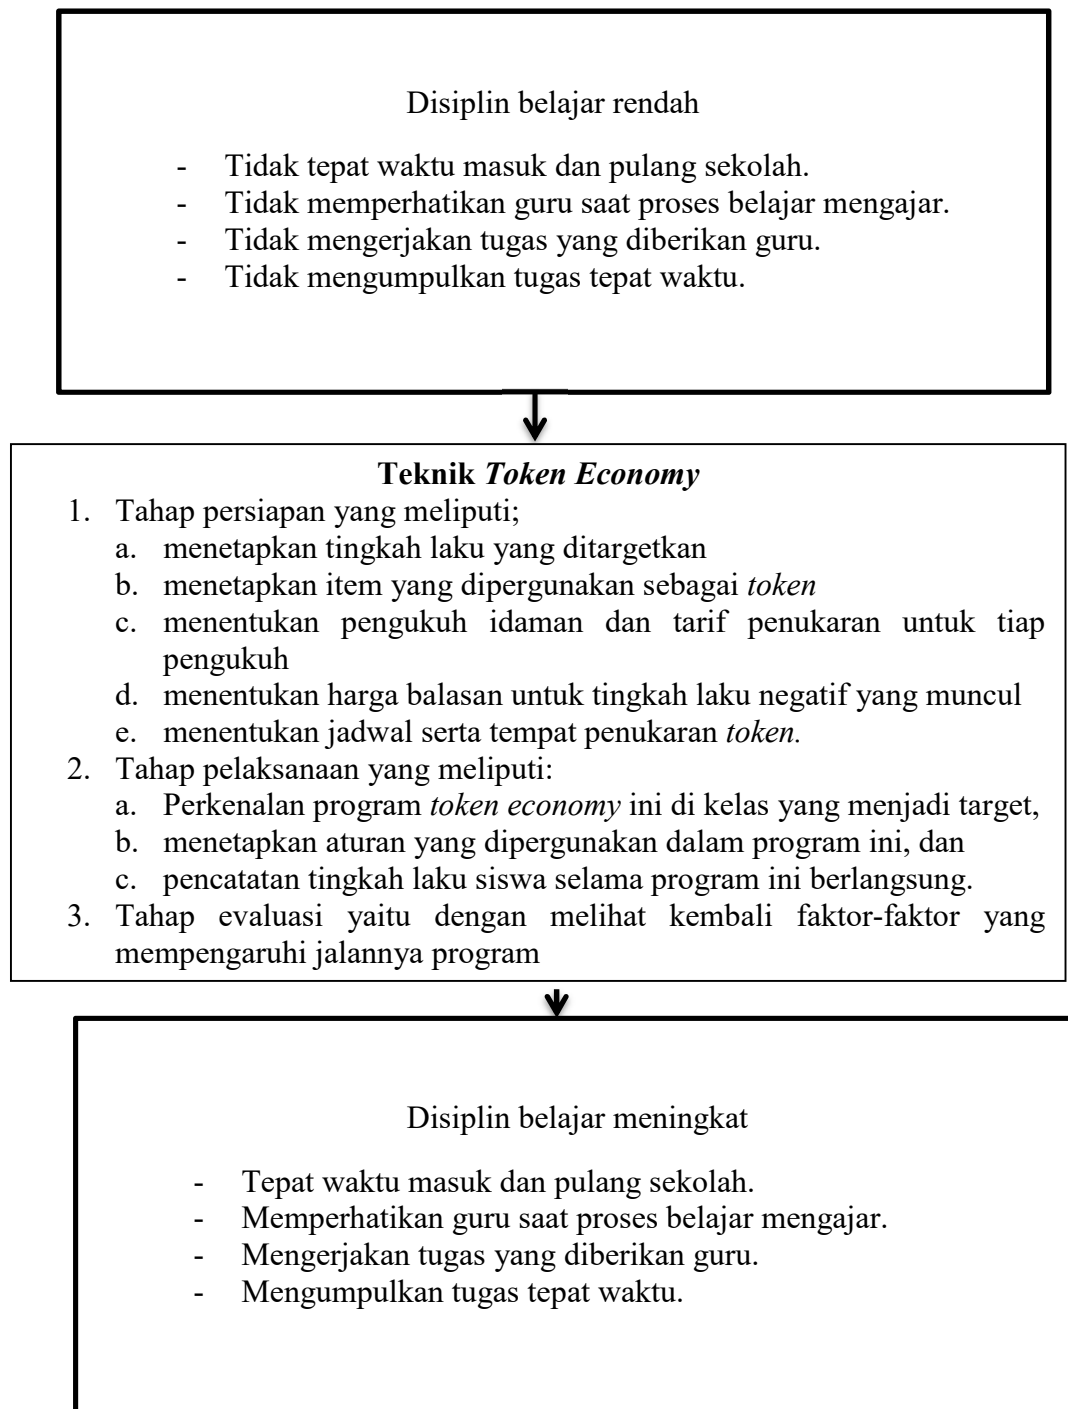 Disiplin belajar rendah
- Tidak tepat waktu masuk dan pulang sekolah.
- Tidak memperhatikan guru saat proses belajar mengajar.
- Tidak mengerjakan tugas yang diberikan guru.
- Tidak mengumpulkan tugas tepat waktu.
Teknik Token Economy
1. Tahap persiapan yang meliputi;
a. menetapkan tingkah laku yang ditargetkan
b. menetapkan item yang dipergunakan sebagai token
c. menentukan pengukuh idaman dan tarif penukaran untuk tiap
pengukuh
d. menentukan harga balasan untuk tingkah laku negatif yang muncul
e. menentukan jadwal serta tempat penukaran token.
2. Tahap pelaksanaan yang meliputi:
a. Perkenalan program token economy ini di kelas yang menjadi target,
b. menetapkan aturan yang dipergunakan dalam program ini, dan
c. pencatatan tingkah laku siswa selama program ini berlangsung.
3. Tahap evaluasi yaitu dengan melihat kembali faktor-faktor yang
mempengaruhi jalannya program
Disiplin belajar meningkat
- Tepat waktu masuk dan pulang sekolah.
- Memperhatikan guru saat proses belajar mengajar.
- Mengerjakan tugas yang diberikan guru.
- Mengumpulkan tugas tepat waktu.